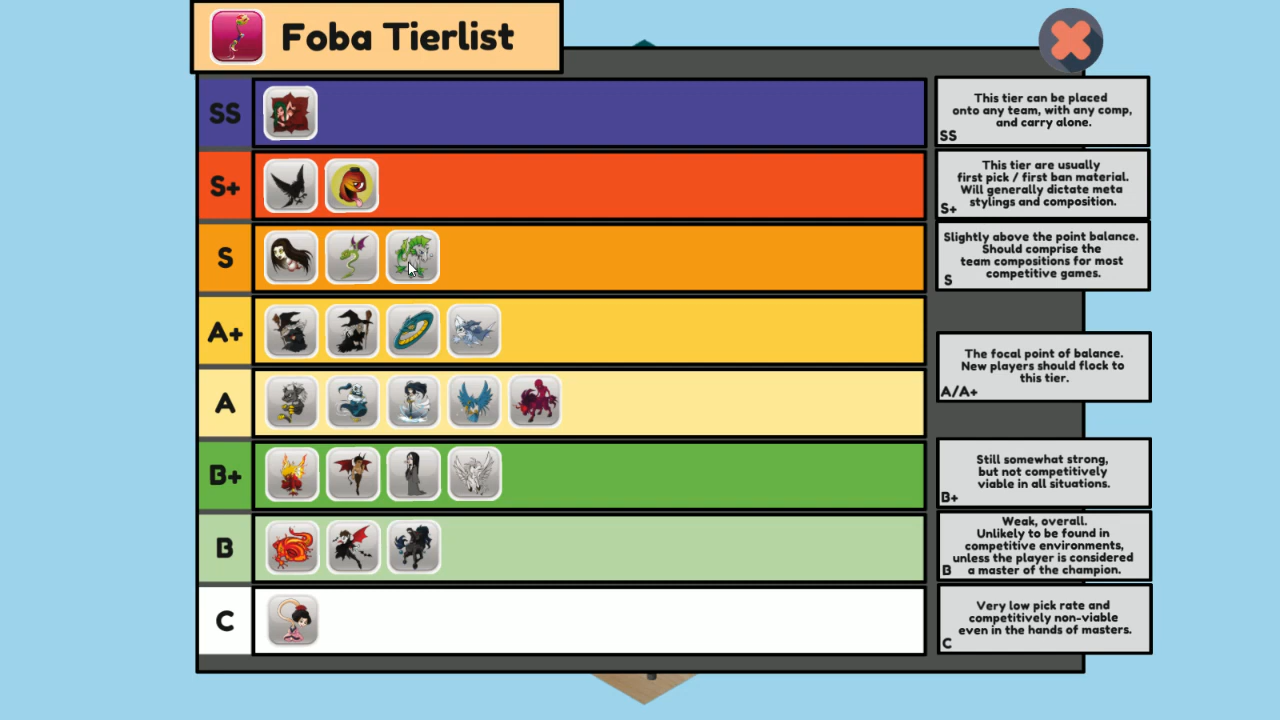 Foba Tierlist
SS
This tier can be placed
onto any team, with any comp,
and carry alone.
SS
S+
This tier are usually
first pick / first ban material.
Will generally dictate meta
stylings and composition.
S+
S
Slightly above the point balance.
Should comprise the
team compositions for most
competitive games.
S
A+
The focal point of balance.
New players should flock to
this tier.
A/A+
A
B+
Still somewhat strong,
but not competitively
viable in all situations.
B+
B
Weak, overall.
Unlikely to be found in
competitive environments,
unless the player is considered
a master of the champion.
B
C
Very low pick rate and
competitively non-viable
even in the hands of masters.
C